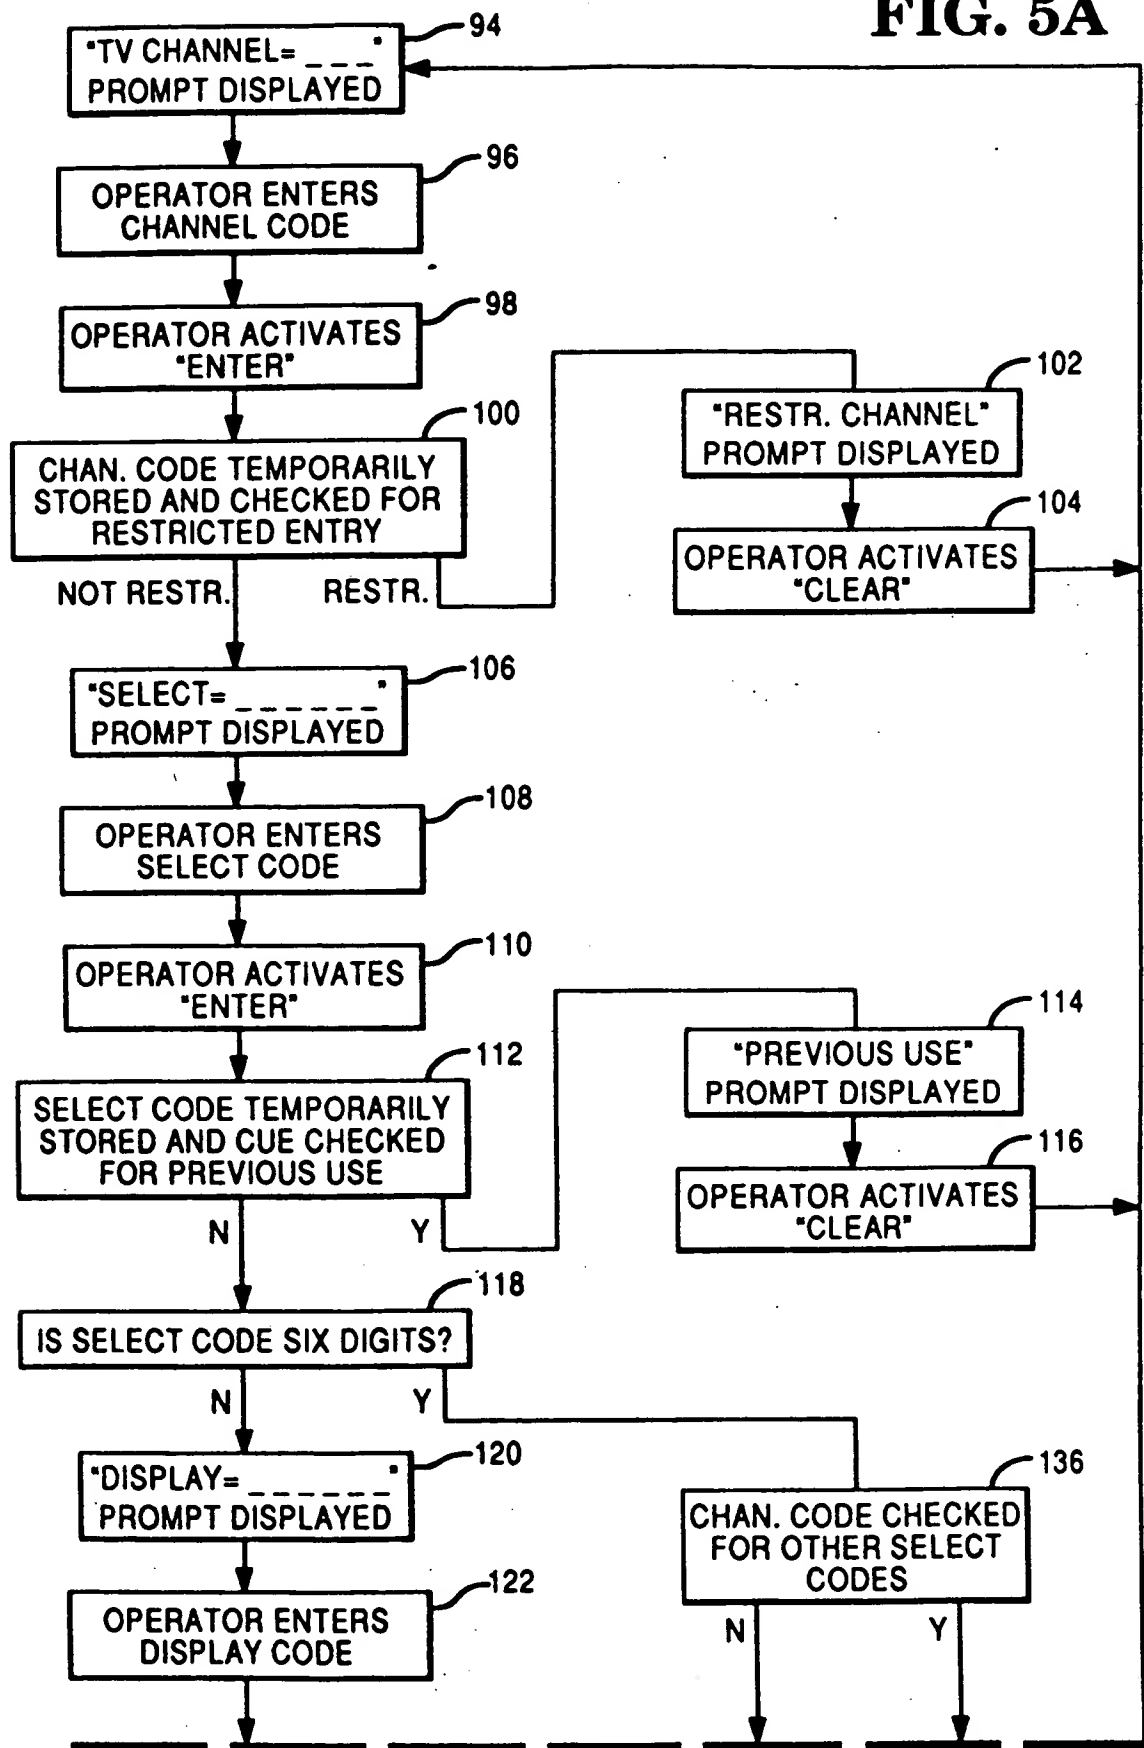 FIG. 5A
94
"TV CHANNEL= _ _ _"
PROMPT DISPLAYED
96
OPERATOR ENTERS
CHANNEL CODE
98
OPERATOR ACTIVATES
"ENTER"
100
CHAN. CODE TEMPORARILY
STORED AND CHECKED FOR
RESTRICTED ENTRY
NOT RESTR.
RESTR.
102
"RESTR. CHANNEL"
PROMPT DISPLAYED
104
OPERATOR ACTIVATES
"CLEAR"
106
"SELECT= _ _ _ _ _ _"
PROMPT DISPLAYED
108
OPERATOR ENTERS
SELECT CODE
110
OPERATOR ACTIVATES
"ENTER"
112
SELECT CODE TEMPORARILY
STORED AND CUE CHECKED
FOR PREVIOUS USE
N
Y
114
"PREVIOUS USE"
PROMPT DISPLAYED
116
OPERATOR ACTIVATES
"CLEAR"
118
IS SELECT CODE SIX DIGITS?
N
Y
120
"DISPLAY= _ _ _ _ _ _"
PROMPT DISPLAYED
122
OPERATOR ENTERS
DISPLAY CODE
136
CHAN. CODE CHECKED
FOR OTHER SELECT
CODES
N
Y